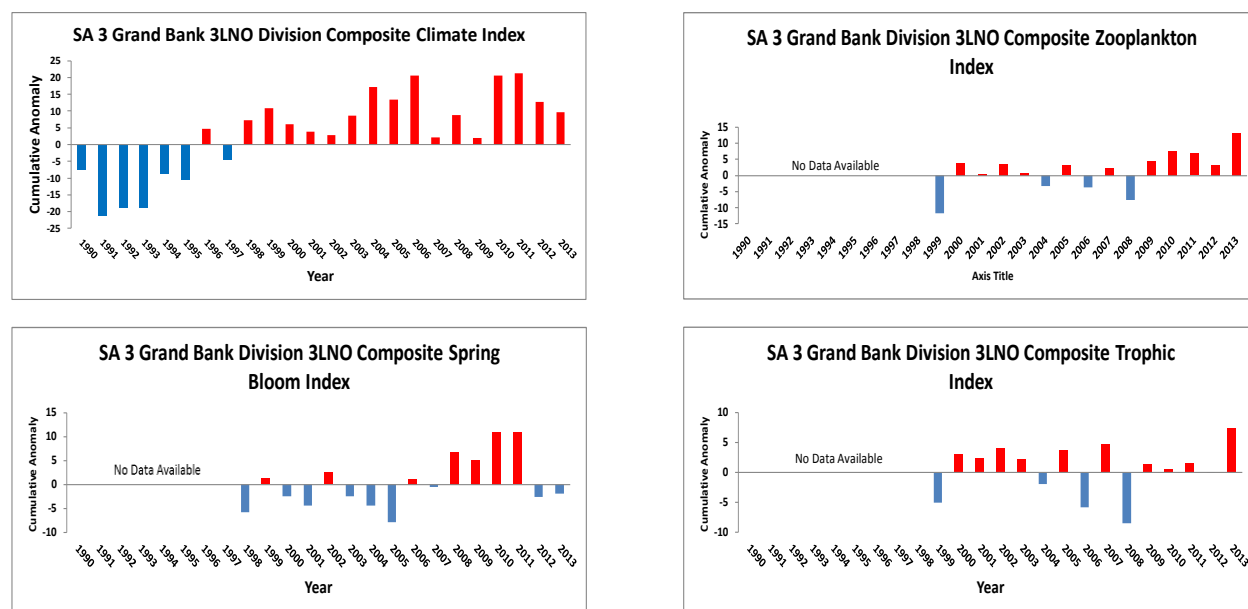 SA 3 Grand Bank 3LNO Division Composite Climate Index
Cumulative Anomaly
25
20
15
10
5
0
-5
-10
-15
-20
-25
1990 1991 1992 1993 1994 1995 1996 1997 1998 1999 2000 2001 2002 2003 2004 2005 2006 2007 2008 2009 2010 2011 2012 2013
Year
SA 3 Grand Bank Division 3LNO Composite Zooplankton
Index
Cumlative Anomaly
15
10
5
0
-5
-10
-15
No Data Available
1990 1991 1992 1993 1994 1995 1996 1997 1998 1999 2000 2001 2002 2003 2004 2005 2006 2007 2008 2009 2010 2011 2012 2013
Axis Title
SA 3 Grand Bank Division 3LNO Composite Spring
Bloom Index
Cumulative Anomaly
15
10
5
0
-5
-10
No Data Available
1990 1991 1992 1993 1994 1995 1996 1997 1998 1999 2000 2001 2002 2003 2004 2005 2006 2007 2008 2009 2010 2011 2012 2013
Year
SA 3 Grand Bank Division 3LNO Composite Trophic
Index
Cumulative Anomaly
10
5
0
-5
-10
No Data Available
1990 1991 1992 1993 1994 1995 1996 1997 1998 1999 2000 2001 2002 2003 2004 2005 2006 2007 2008 2009 2010 2011 2012 2013
Year